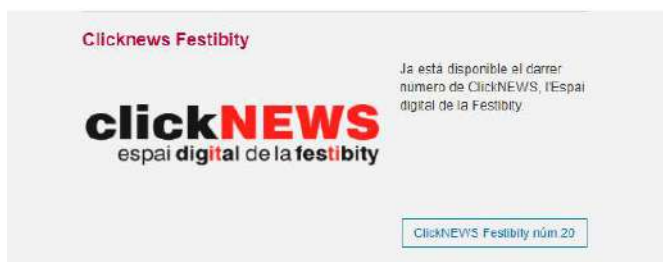 Clicknews Festibity
clickNEWS
espai digital de la festibity
Ja està disponible el darrer
número de ClickNEWS, l'Espai
digital de la Festibity.
ClickNEWS Festibity núm.20